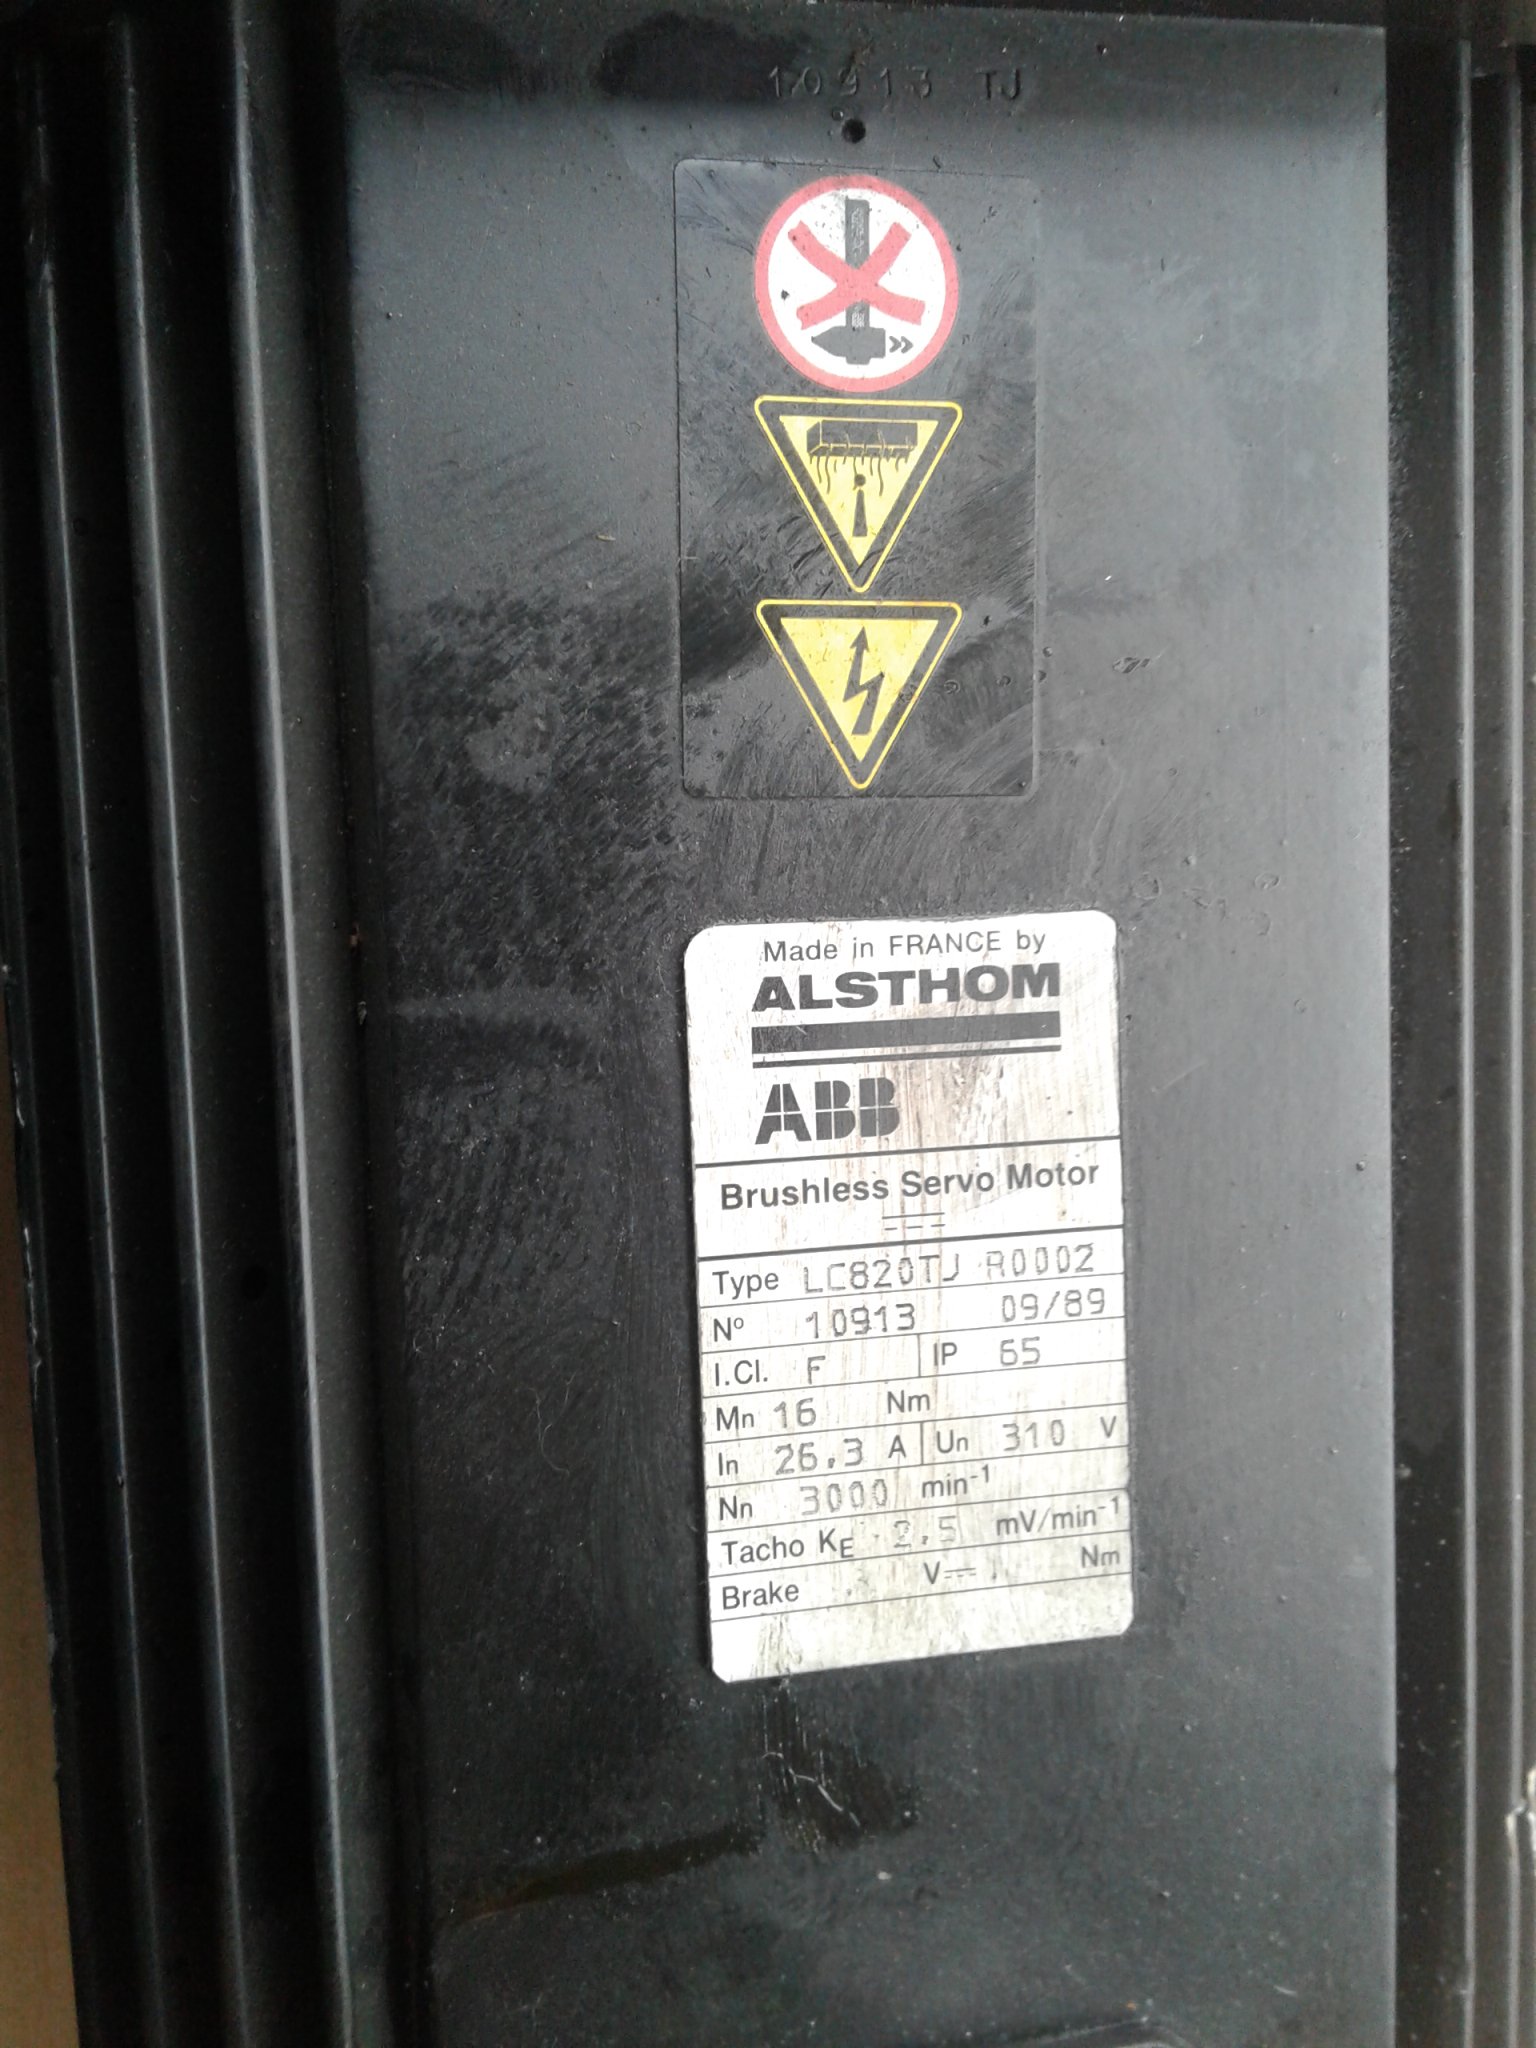 10913 TJ
Made in FRANCE by
ALSTHOM
ABB
Brushless Servo Motor
Type LC820TJ R0002
Nº 10913 09/89
I.Cl. F IP 65
Mn 16 Nm
In 26.3 A Un 310 V
Nn 3000 min-1
Tacho KE 2.5 mV/min-1
Brake V Nm